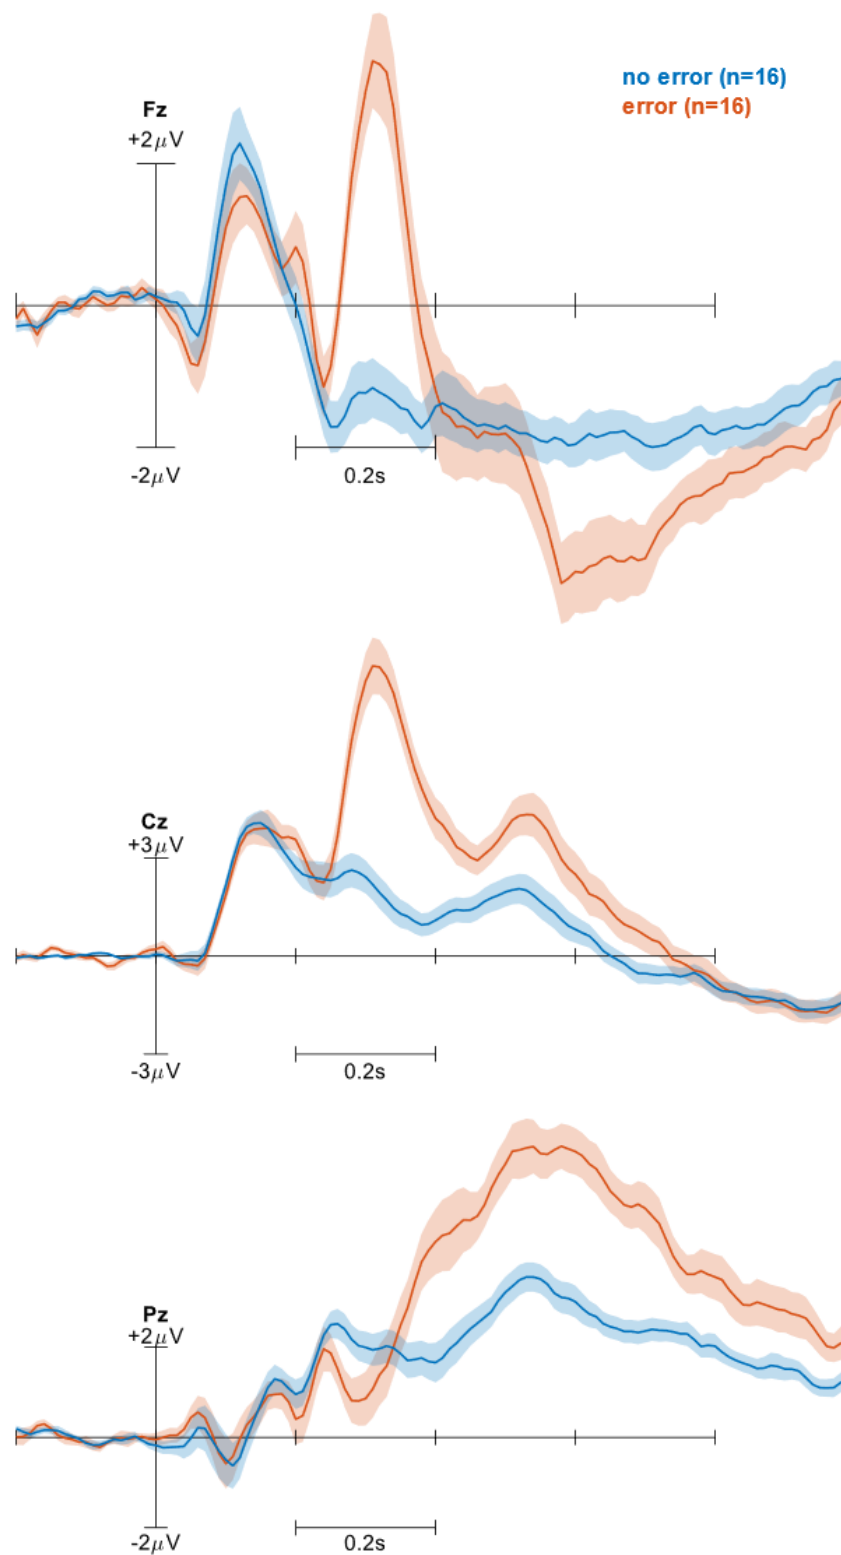 no error (n=16)
error (n=16)
Fz
+2μV
-2μV
0.2s
Cz
+3μV
-3μV
0.2s
Pz
+2μV
-2μV
0.2s